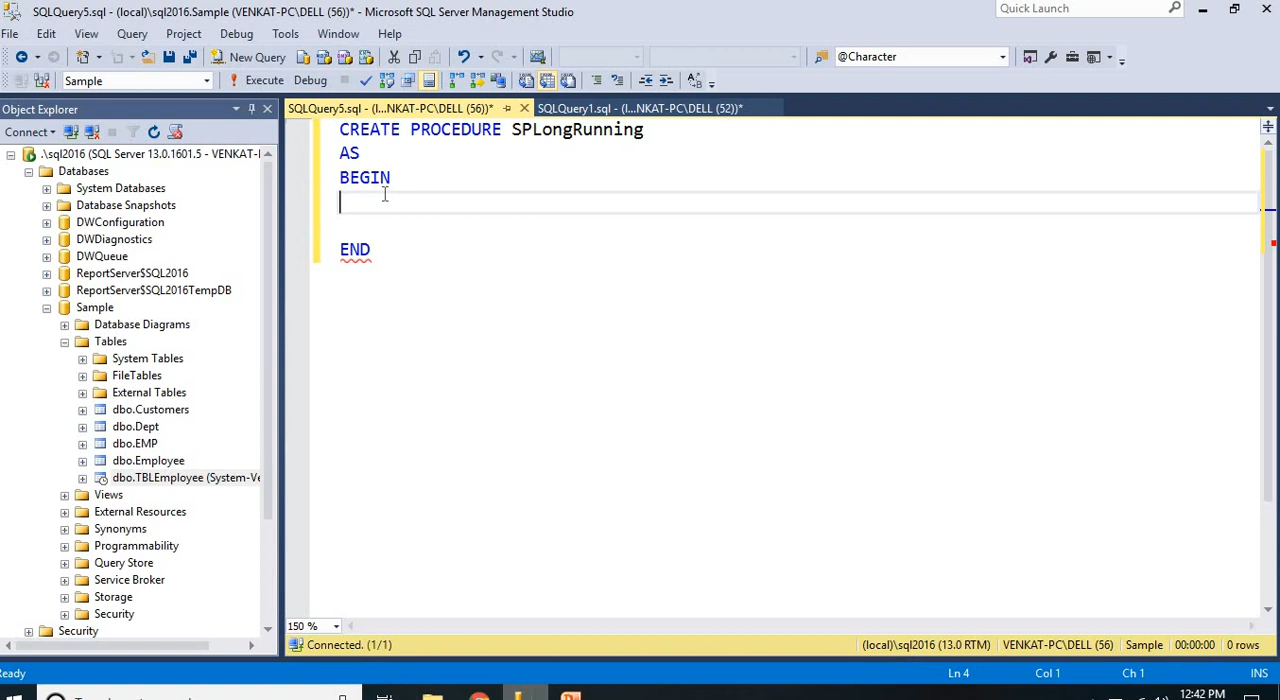 SQLQuery5.sql - (local)\sql2016.Sample (VENKAT-PC\DELL (56))* - Microsoft SQL Server Management Studio
Quick Launch
File Edit View Query Project Debug Tools Window Help
New Query
@Character
Sample
Execute Debug
Object Explorer
SQLQuery5.sql - (l...NKAT-PC\DELL (56))*
SQLQuery1.sql - (l...NKAT-PC\DELL (52))*
Connect
.\sql2016 (SQL Server 13.0.1601.5 - VENKAT-
Databases
System Databases
Database Snapshots
DWConfiguration
DWDiagnostics
DWQueue
ReportServer$SQL2016
ReportServer$SQL2016TempDB
Sample
Database Diagrams
Tables
System Tables
FileTables
External Tables
dbo.Customers
dbo.Dept
dbo.EMP
dbo.Employee
dbo.TBLEmployee (System-Ve
Views
External Resources
Synonyms
Programmability
Query Store
Service Broker
Storage
Security
Security
CREATE PROCEDURE SPLongRunning
AS
BEGIN
END
150 %
Connected. (1/1)
(local)\sql2016 (13.0 RTM)
VENKAT-PC\DELL (56)
Sample
00:00:00
0 rows
Ready
Ln 4
Col 1
Ch 1
INS
12:42 PM